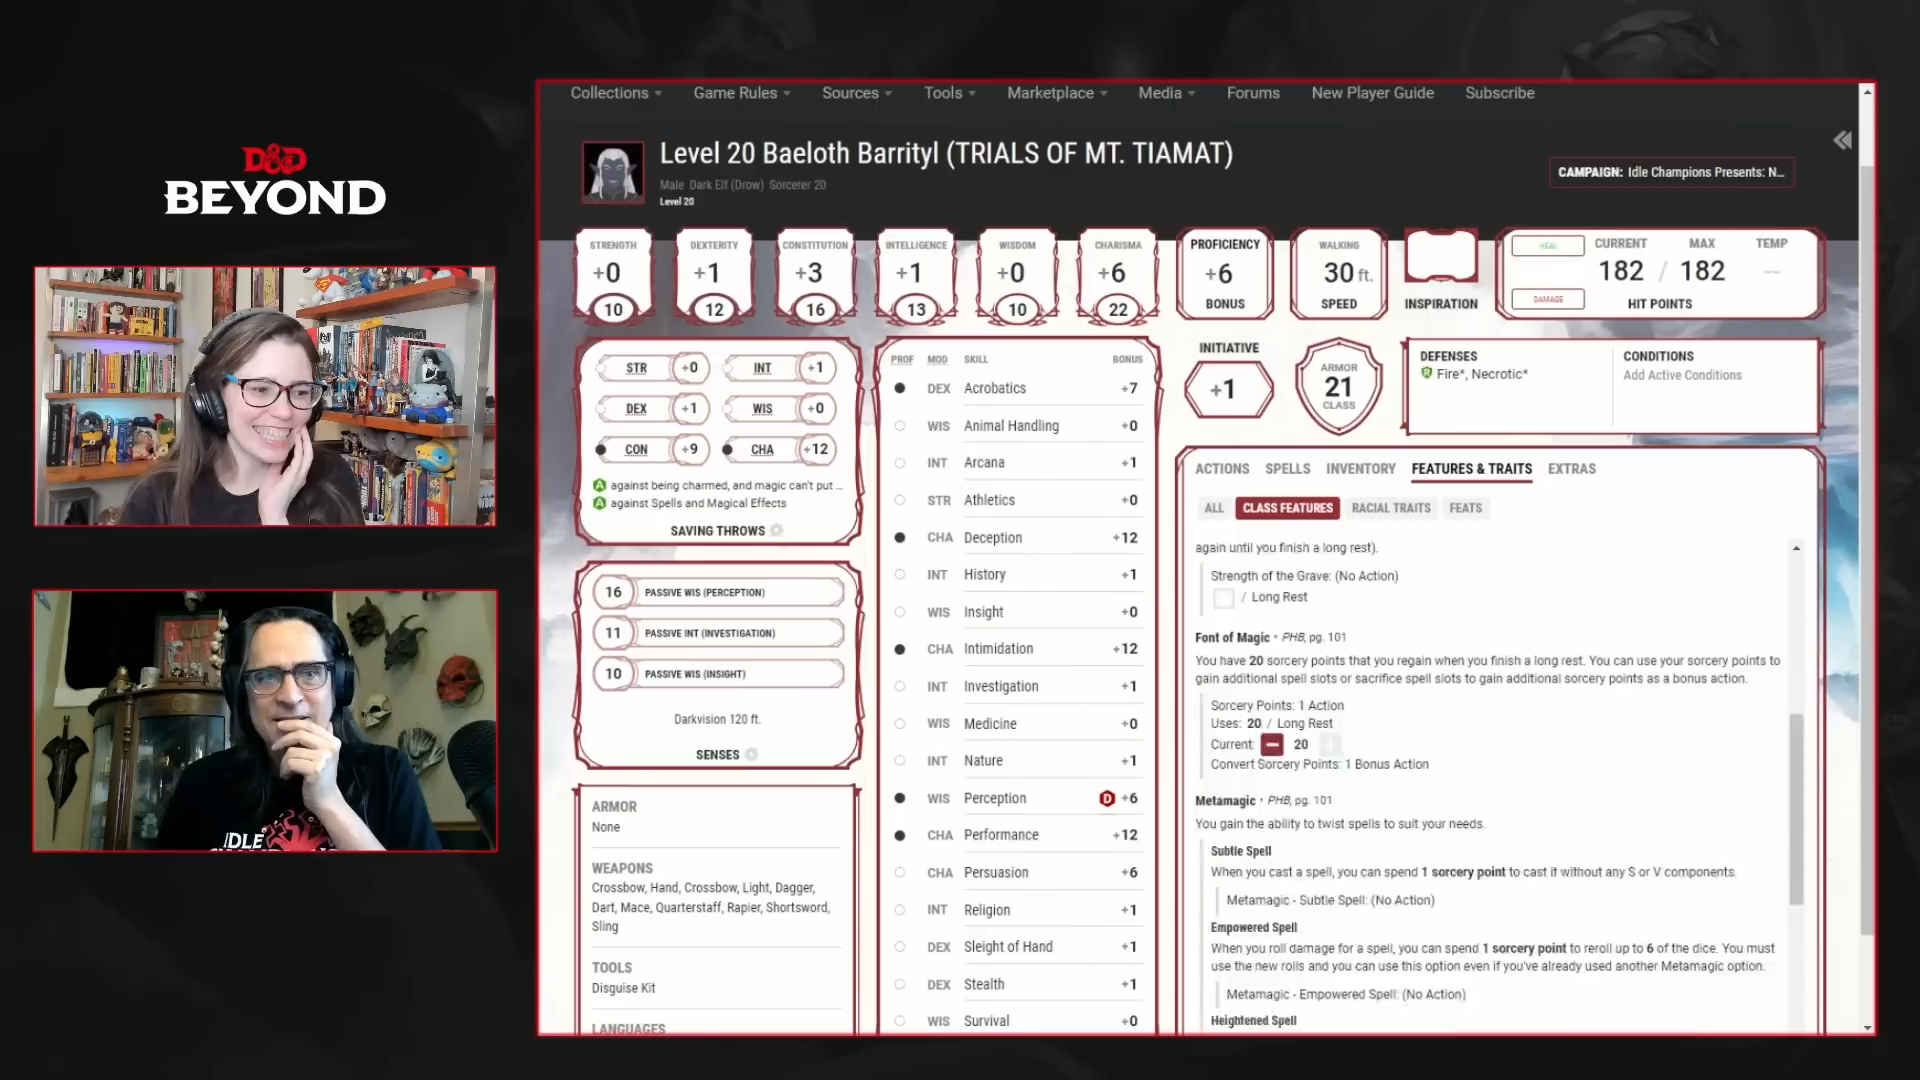 D&D
BEYOND
IDLE
Collections
Game Rules
Sources
Tools
Marketplace
Media
Forums
New Player Guide
Subscribe
Level 20 Baeloth Barrityl (TRIALS OF MT. TIAMAT)
Male Dark Elf (Drow) Sorcerer 20
Level 20
CAMPAIGN: Idle Champions Presents: N...
STRENGTH
+0
10
DEXTERITY
+1
12
CONSTITUTION
+3
16
INTELLIGENCE
+1
13
WISDOM
+0
10
CHARISMA
+6
22
PROFICIENCY
+6
BONUS
WALKING
30 ft.
SPEED
INSPIRATION
HEAL
DAMAGE
CURRENT
182
/
MAX
182
TEMP
--
HIT POINTS
STR +0
INT +1
DEX +1
WIS +0
CON +9
CHA +12
A against being charmed, and magic can't put ...
A against Spells and Magical Effects
SAVING THROWS
16 PASSIVE WIS (PERCEPTION)
11 PASSIVE INT (INVESTIGATION)
10 PASSIVE WIS (INSIGHT)
Darkvision 120 ft.
SENSES
ARMOR
None
WEAPONS
Crossbow, Hand, Crossbow, Light, Dagger,
Dart, Mace, Quarterstaff, Rapier, Shortsword,
Sling
TOOLS
Disguise Kit
LANGUAGES
PROF MOD SKILL BONUS
DEX Acrobatics +7
WIS Animal Handling +0
INT Arcana +1
STR Athletics +0
CHA Deception +12
INT History +1
WIS Insight +0
CHA Intimidation +12
INT Investigation +1
WIS Medicine +0
INT Nature +1
WIS Perception D +6
CHA Performance +12
CHA Persuasion +6
INT Religion +1
DEX Sleight of Hand +1
DEX Stealth +1
WIS Survival +0
INITIATIVE
+1
ARMOR
21
CLASS
DEFENSES
R Fire*, Necrotic*
CONDITIONS
Add Active Conditions
ACTIONS SPELLS INVENTORY FEATURES & TRAITS EXTRAS
ALL CLASS FEATURES RACIAL TRAITS FEATS
again until you finish a long rest).
Strength of the Grave: (No Action)
/ Long Rest
Font of Magic • PHB, pg. 101
You have 20 sorcery points that you regain when you finish a long rest. You can use your sorcery points to
gain additional spell slots or sacrifice spell slots to gain additional sorcery points as a bonus action.
Sorcery Points: 1 Action
Uses: 20 / Long Rest
Current: 20
Convert Sorcery Points: 1 Bonus Action
Metamagic • PHB, pg. 101
You gain the ability to twist spells to suit your needs.
Subtle Spell
When you cast a spell, you can spend 1 sorcery point to cast it without any S or V components.
Metamagic - Subtle Spell: (No Action)
Empowered Spell
When you roll damage for a spell, you can spend 1 sorcery point to reroll up to 6 of the dice. You must
use the new rolls and you can use this option even if you've already used another Metamagic option.
Metamagic - Empowered Spell: (No Action)
Heightened Spell